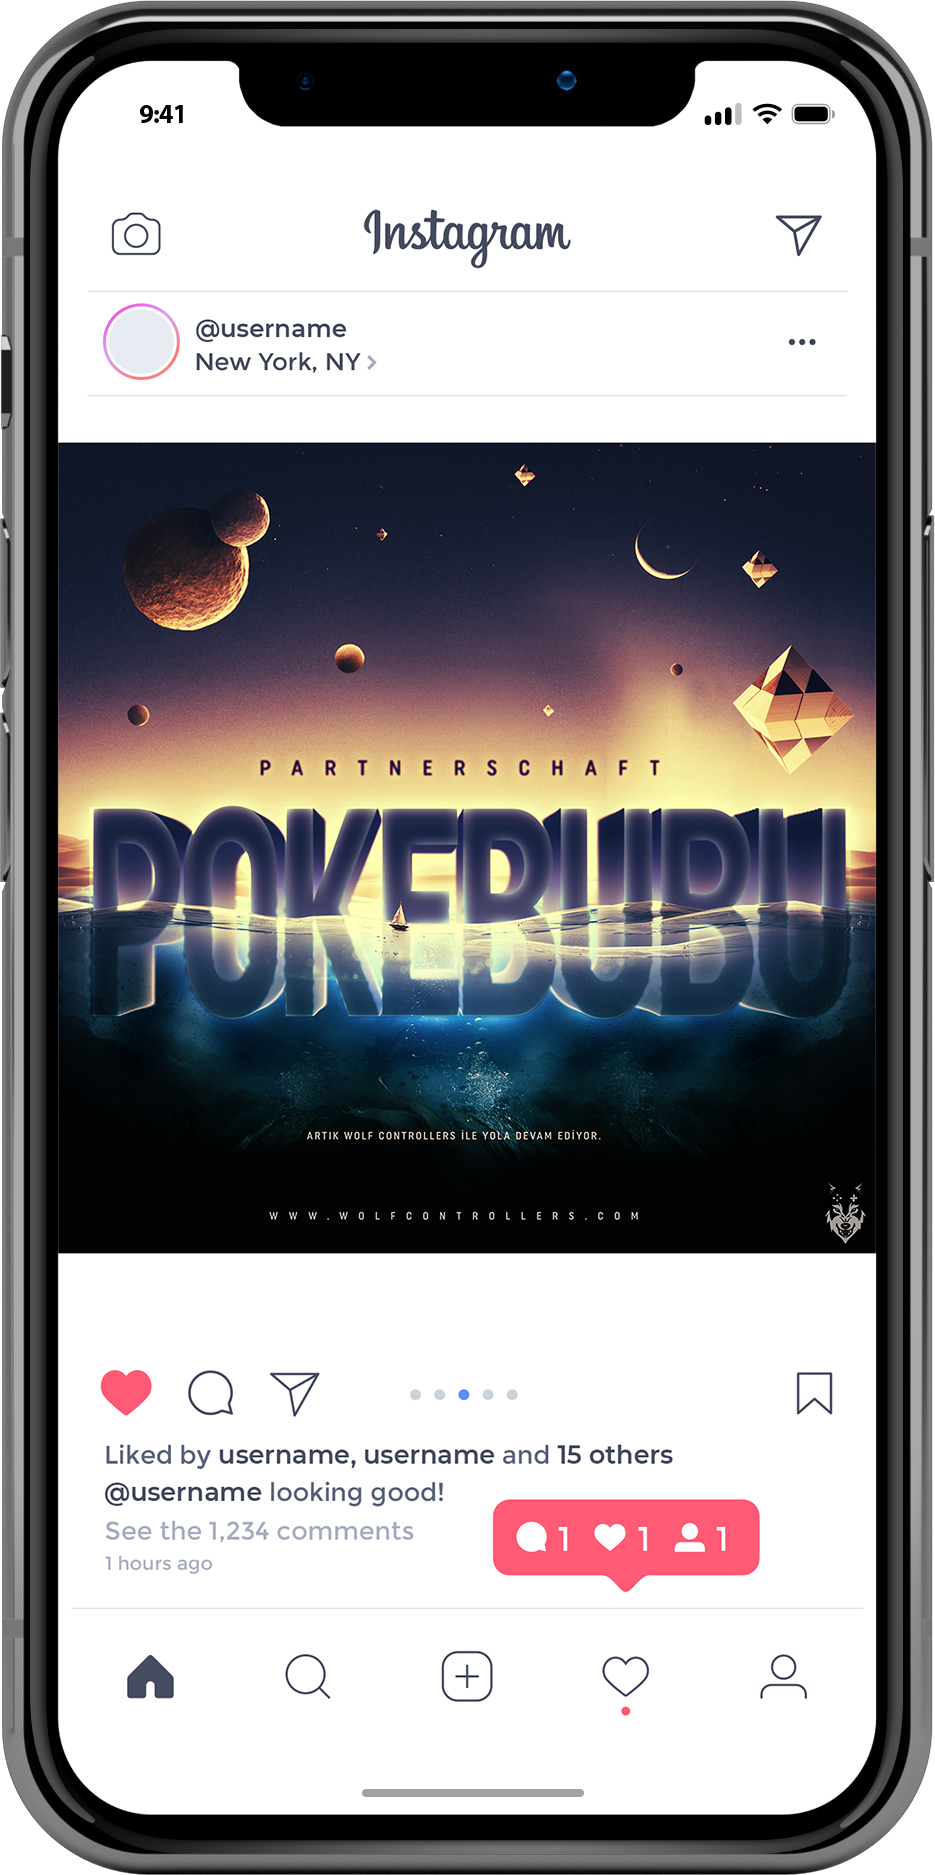 9:41
Instagram
@username
New York, NY
PARTNERSCHAFT
POKEBUBU
ARTIK WOLF CONTROLLERS İLE YOLA DEVAM EDİYOR.
WWW.WOLFCONTROLLERS.COM
Liked by username, username and 15 others
@username looking good!
See the 1,234 comments
1 1 1
1 hours ago